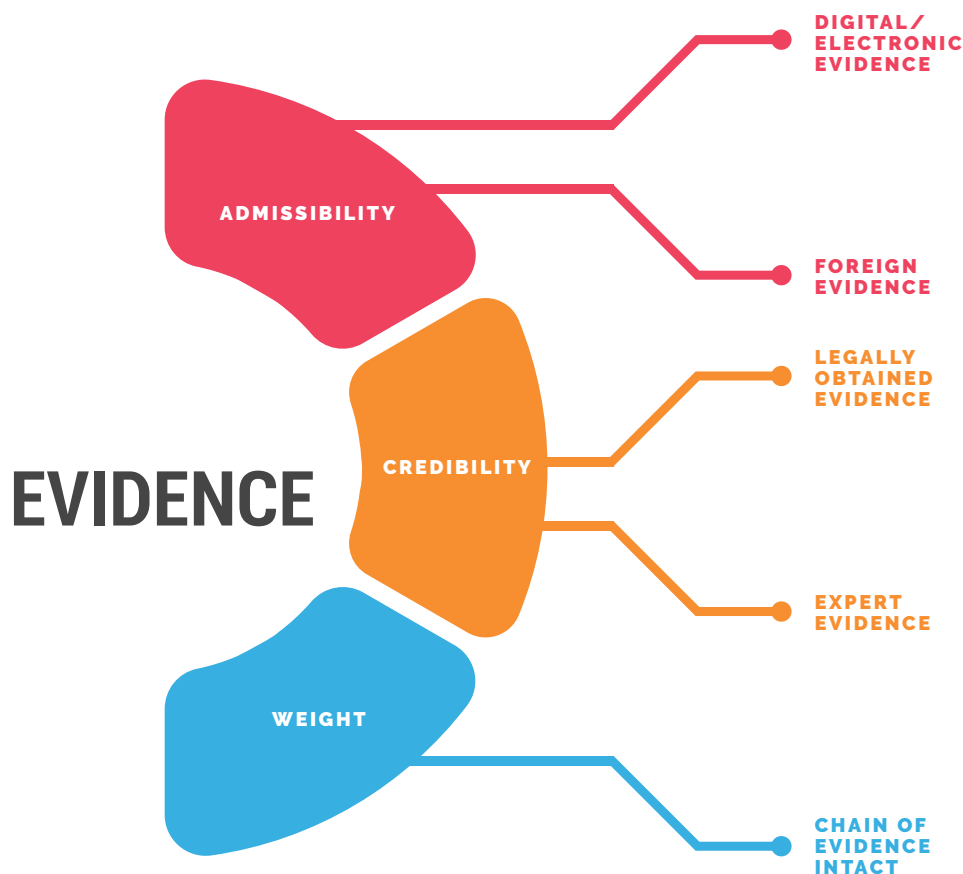 DIGITAL/
ELECTRONIC
EVIDENCE
ADMISSIBILITY
FOREIGN
EVIDENCE
LEGALLY
OBTAINED
EVIDENCE
CREDIBILITY
EVIDENCE
EXPERT
EVIDENCE
WEIGHT
CHAIN OF
EVIDENCE
INTACT